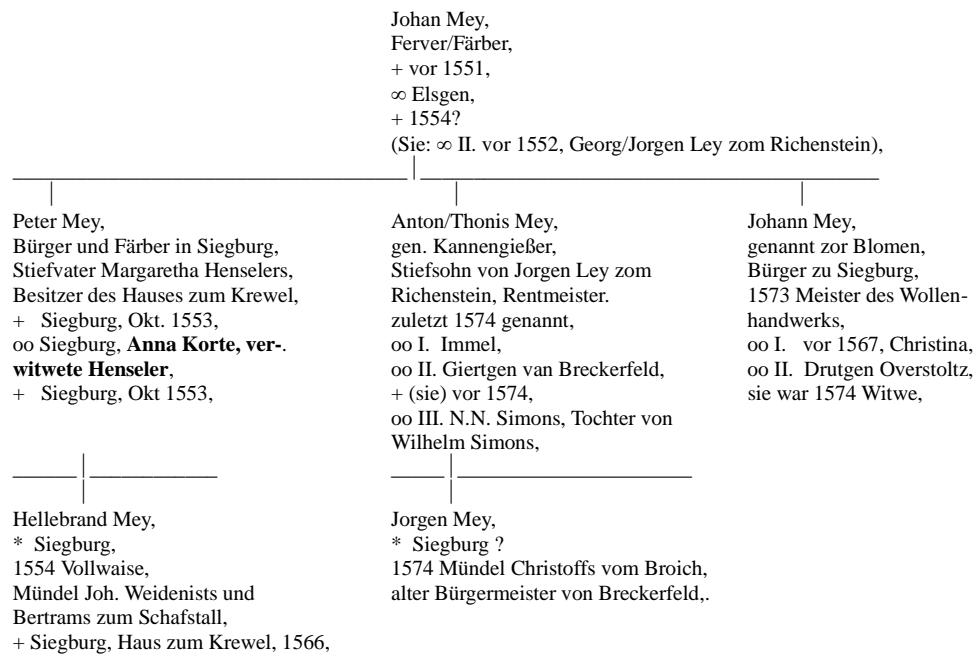 Johan Mey,
Ferver/Färber,
+ vor 1551,
∞ Elsgen,
+ 1554?
(Sie: ∞ II. vor 1552, Georg/Jorgen Ley zom Richenstein),
Peter Mey,
Bürger und Färber in Siegburg,
Stiefvater Margaretha Henselers,
Besitzer des Hauses zum Krewel,
+ Siegburg, Okt. 1553,
oo Siegburg, Anna Korte, ver-.
witwete Henseler,
+ Siegburg, Okt 1553,
Anton/Thonis Mey,
gen. Kannengießer,
Stiefsohn von Jorgen Ley zom
Richenstein, Rentmeister.
zuletzt 1574 genannt,
oo I. Immel,
oo II. Giertgen van Breckerfeld,
+ (sie) vor 1574,
oo III. N.N. Simons, Tochter von
Wilhelm Simons,
Johann Mey,
genannt zor Blomen,
Bürger zu Siegburg,
1573 Meister des Wollen-
handwerks,
oo I. vor 1567, Christina,
oo II. Drutgen Overstoltz,
sie war 1574 Witwe,
Hellebrand Mey,
* Siegburg,
1554 Vollwaise,
Mündel Joh. Weidenists und
Bertrams zum Schafstall,
+ Siegburg, Haus zum Krewel, 1566,
Jorgen Mey,
* Siegburg ?
1574 Mündel Christoffs vom Broich,
alter Bürgermeister von Breckerfeld,.